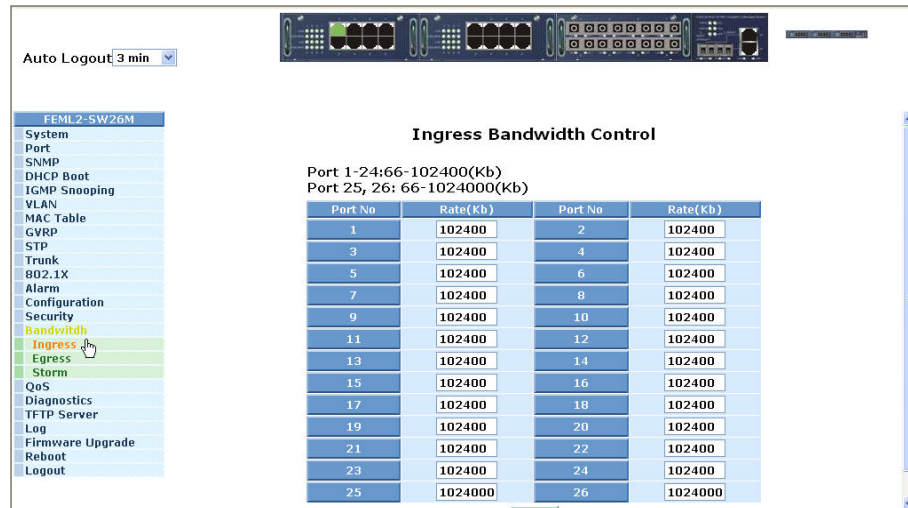 Auto Logout 3 min
FEML2-SW26M
System
Port
SNMP
DHCP Boot
IGMP Snooping
VLAN
MAC Table
GVRP
STP
Trunk
802.1X
Alarm
Configuration
Security
Bandwitdh
Ingress
Egress
Storm
QoS
Diagnostics
TFTP Server
Log
Firmware Upgrade
Reboot
Logout
Ingress Bandwidth Control
Port 1-24:66-102400(Kb)
Port 25, 26: 66-1024000(Kb)
Port No Rate(Kb) Port No Rate(Kb)
1 102400 2 102400
3 102400 4 102400
5 102400 6 102400
7 102400 8 102400
9 102400 10 102400
11 102400 12 102400
13 102400 14 102400
15 102400 16 102400
17 102400 18 102400
19 102400 20 102400
21 102400 22 102400
23 102400 24 102400
25 1024000 26 1024000